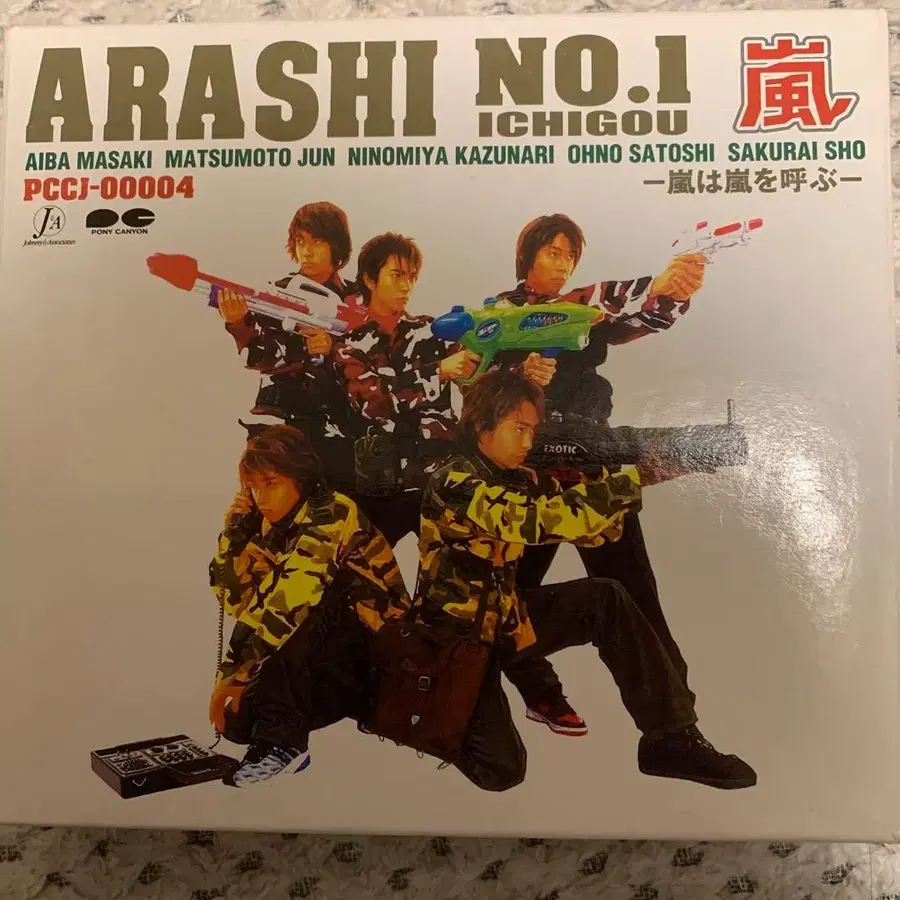 ARASHI NO.1 嵐
ICHIGOU
AIBA MASAKI MATSUMOTO JUN NINOMIYA KAZUNARI OHNO SATOSHI SAKURAI SHO
PCCJ-00004
ー嵐は嵐を呼ぶー
J&A
Johnny & Associates
PC
PONY CANYON
EXOTIC